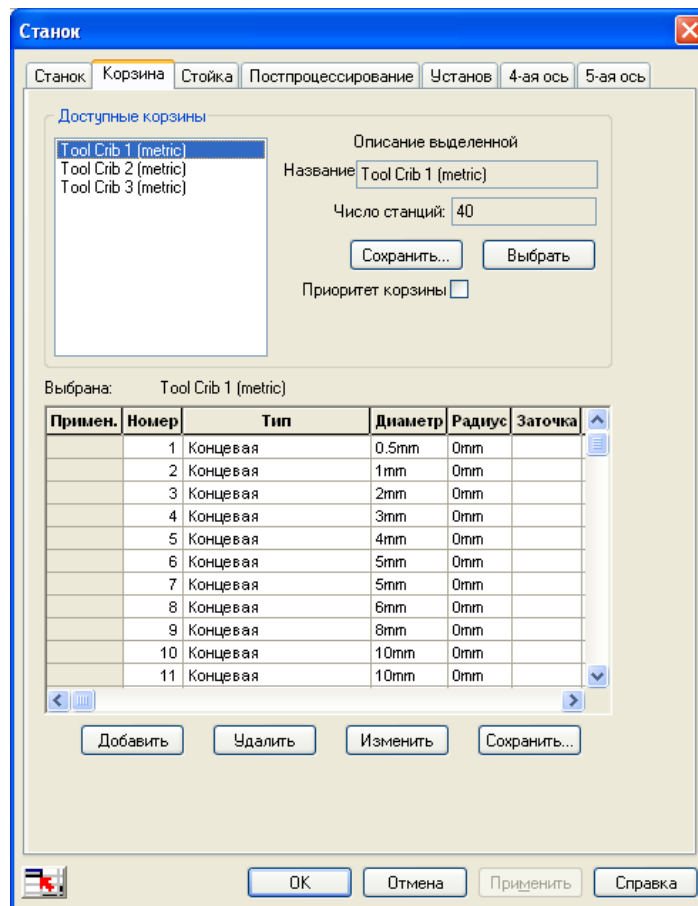 Станок
Станок Корзина Стойка Постпроцессирование Установ 4-ая ось 5-ая ось
Доступные корзины
Tool Crib 1 (metric)
Tool Crib 2 (metric)
Tool Crib 3 (metric)
Описание выделенной
Название Tool Crib 1 (metric)
Число станций: 40
Сохранить... Выбрать
Приоритет корзины
Выбрана: Tool Crib 1 (metric)
Примен. Номер Тип Диаметр Радиус Заточка
1 Концевая 0.5mm 0mm
2 Концевая 1mm 0mm
3 Концевая 2mm 0mm
4 Концевая 3mm 0mm
5 Концевая 4mm 0mm
6 Концевая 5mm 0mm
7 Концевая 5mm 0mm
8 Концевая 6mm 0mm
9 Концевая 8mm 0mm
10 Концевая 10mm 0mm
11 Концевая 10mm 0mm
Добавить Удалить Изменить Сохранить...
OK Отмена Применить Справка